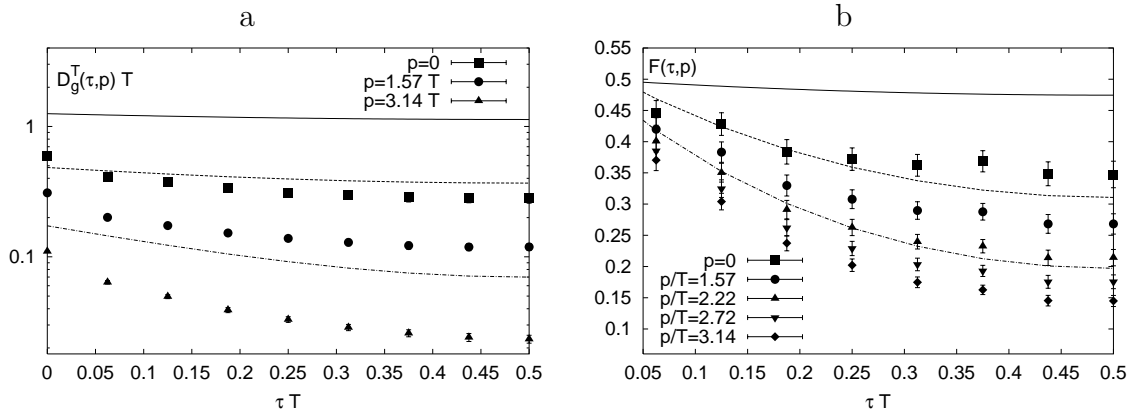 a
D_g^T(τ,p) T
p=0
p=1.57 T
p=3.14 T
1
0.1
0 0.05 0.1 0.15 0.2 0.25 0.3 0.35 0.4 0.45 0.5
τ T
b
F(τ,p)
0.55
0.5
0.45
0.4
0.35
0.3
0.25
0.2
0.15
0.1
p=0
p/T=1.57
p/T=2.22
p/T=2.72
p/T=3.14
0.05 0.1 0.15 0.2 0.25 0.3 0.35 0.4 0.45 0.5
τ T